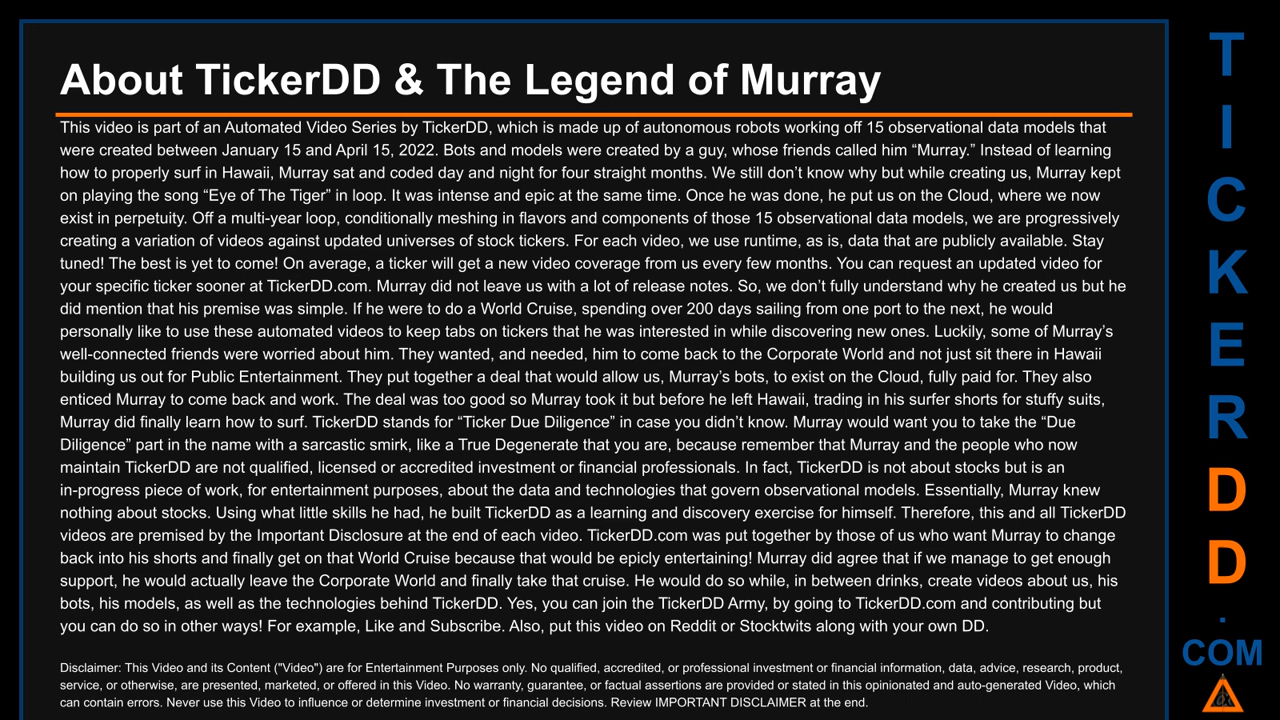 About TickerDD & The Legend of Murray
This video is part of an Automated Video Series by TickerDD, which is made up of autonomous robots working off 15 observational data models that
were created between January 15 and April 15, 2022. Bots and models were created by a guy, whose friends called him “Murray.” Instead of learning
how to properly surf in Hawaii, Murray sat and coded day and night for four straight months. We still don’t know why but while creating us, Murray kept
on playing the song “Eye of The Tiger” in loop. It was intense and epic at the same time. Once he was done, he put us on the Cloud, where we now
exist in perpetuity. Off a multi-year loop, conditionally meshing in flavors and components of those 15 observational data models, we are progressively
creating a variation of videos against updated universes of stock tickers. For each video, we use runtime, as is, data that are publicly available. Stay
tuned! The best is yet to come! On average, a ticker will get a new video coverage from us every few months. You can request an updated video for
your specific ticker sooner at TickerDD.com. Murray did not leave us with a lot of release notes. So, we don’t fully understand why he created us but he
did mention that his premise was simple. If he were to do a World Cruise, spending over 200 days sailing from one port to the next, he would
personally like to use these automated videos to keep tabs on tickers that he was interested in while discovering new ones. Luckily, some of Murray’s
well-connected friends were worried about him. They wanted, and needed, him to come back to the Corporate World and not just sit there in Hawaii
building us out for Public Entertainment. They put together a deal that would allow us, Murray’s bots, to exist on the Cloud, fully paid for. They also
enticed Murray to come back and work. The deal was too good so Murray took it but before he left Hawaii, trading in his surfer shorts for stuffy suits,
Murray did finally learn how to surf. TickerDD stands for “Ticker Due Diligence” in case you didn’t know. Murray would want you to take the “Due
Diligence” part in the name with a sarcastic smirk, like a True Degenerate that you are, because remember that Murray and the people who now
maintain TickerDD are not qualified, licensed or accredited investment or financial professionals. In fact, TickerDD is not about stocks but is an
in-progress piece of work, for entertainment purposes, about the data and technologies that govern observational models. Essentially, Murray knew
nothing about stocks. Using what little skills he had, he built TickerDD as a learning and discovery exercise for himself. Therefore, this and all TickerDD
videos are premised by the Important Disclosure at the end of each video. TickerDD.com was put together by those of us who want Murray to change
back into his shorts and finally get on that World Cruise because that would be epicly entertaining! Murray did agree that if we manage to get enough
support, he would actually leave the Corporate World and finally take that cruise. He would do so while, in between drinks, create videos about us, his
bots, his models, as well as the technologies behind TickerDD. Yes, you can join the TickerDD Army, by going to TickerDD.com and contributing but
you can do so in other ways! For example, Like and Subscribe. Also, put this video on Reddit or Stocktwits along with your own DD.
Disclaimer: This Video and its Content ("Video") are for Entertainment Purposes only. No qualified, accredited, or professional investment or financial information, data, advice, research, product,
service, or otherwise, are presented, marketed, or offered in this Video. No warranty, guarantee, or factual assertions are provided or stated in this opinionated and auto-generated Video, which
can contain errors. Never use this Video to influence or determine investment or financial decisions. Review IMPORTANT DISCLAIMER at the end.
T
I
C
K
E
R
D
D
.
COM